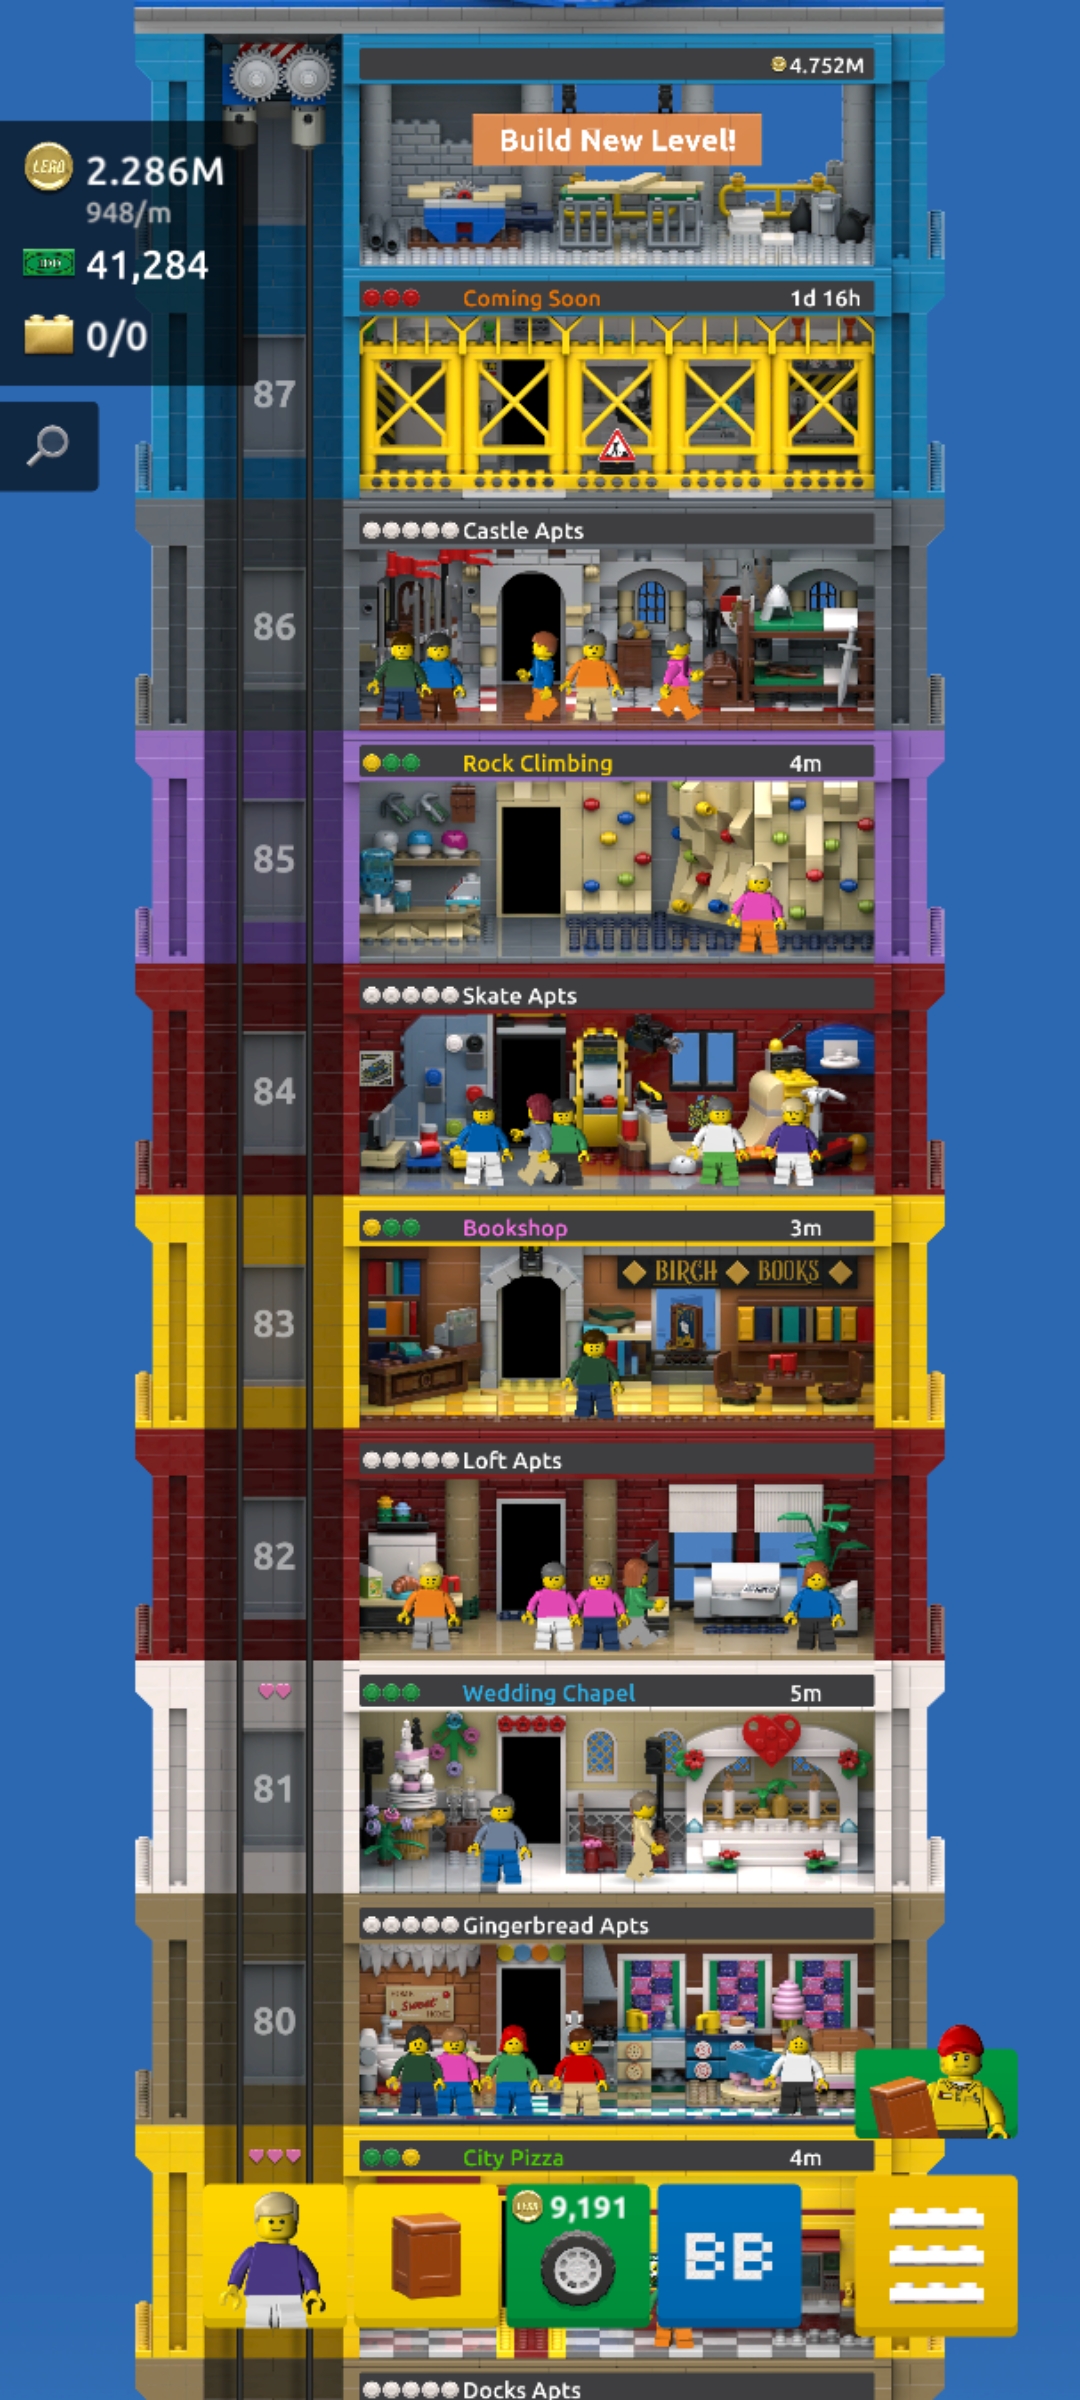 4.752M
Build New Level!
LEGO 2.286M
948/m
41,284
0/0
Coming Soon 1d 16h
87
Castle Apts
86
Rock Climbing 4m
85
Skate Apts
84
Bookshop 3m
BIRCH BOOKS
83
Loft Apts
82
Wedding Chapel 5m
81
Gingerbread Apts
Sweet
80
City Pizza 4m
9,191
BB
Docks Apts